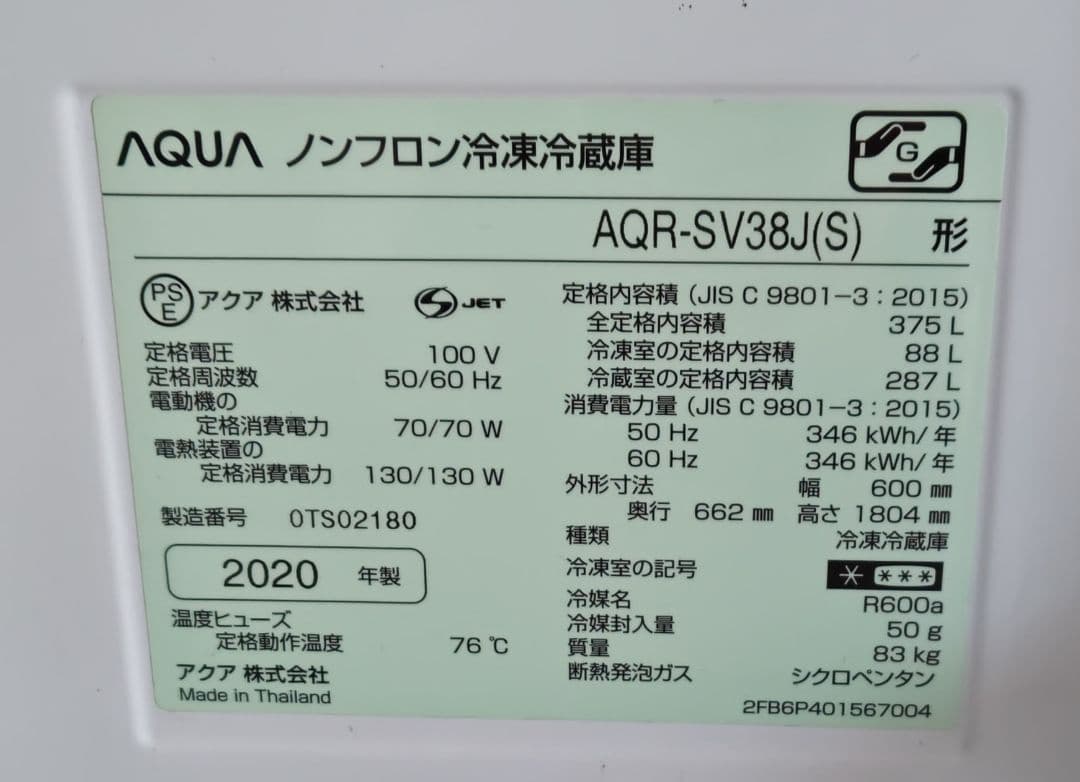 AQUA ノンフロン冷凍冷蔵庫
G
AQR-SV38J(S) 形
PS
E
アクア 株式会社
S JET
定格電圧 100 V
定格周波数 50/60 Hz
電動機の
定格消費電力 70/70 W
電熱装置の
定格消費電力 130/130 W
製造番号 0TS02180
2020 年製
温度ヒューズ
定格動作温度 76 ℃
アクア 株式会社
Made in Thailand
定格内容積 (JIS C 9801-3 : 2015)
全定格内容積 375 L
冷凍室の定格内容積 88 L
冷蔵室の定格内容積 287 L
消費電力量 (JIS C 9801-3 : 2015)
50 Hz 346 kWh/年
60 Hz 346 kWh/年
外形寸法 幅 600 ㎜
奥行 662 ㎜ 高さ 1804 ㎜
種類 冷凍冷蔵庫
冷凍室の記号 * ***
冷媒名 R600a
冷媒封入量 50 g
質量 83 kg
断熱発泡ガス シクロペンタン
2FB6P401567004